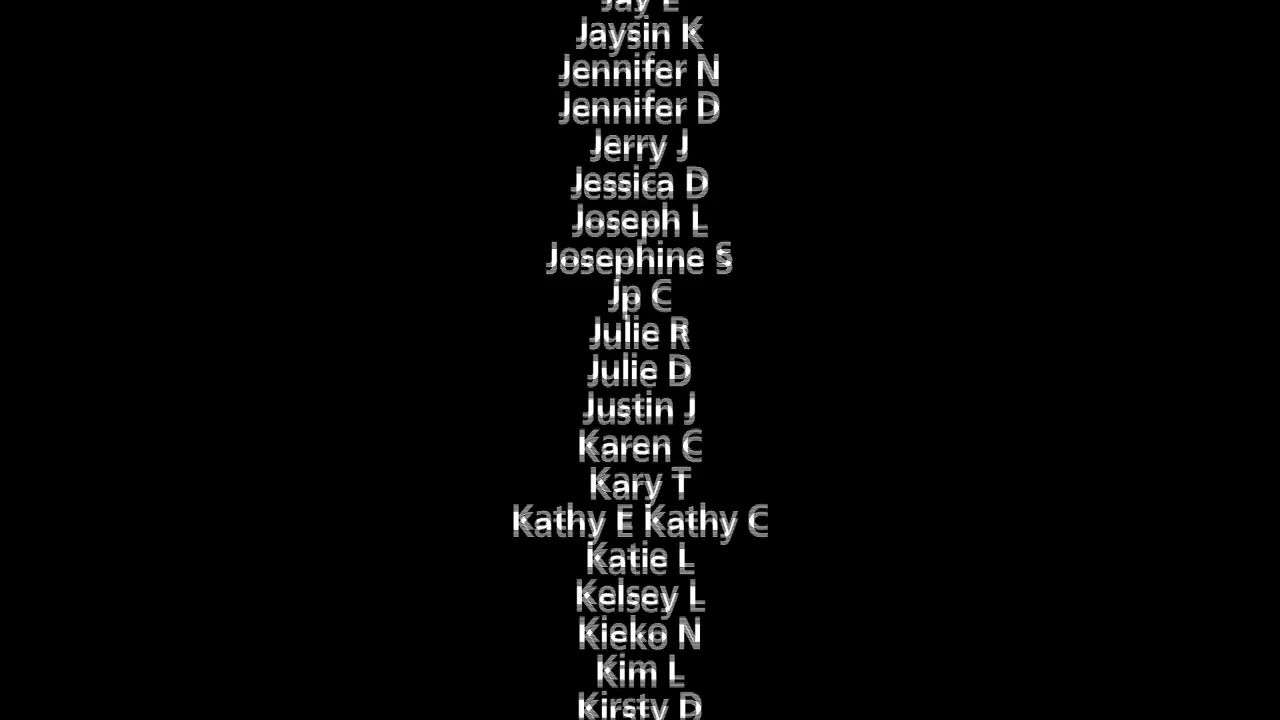 Jay E
Jaysin K
Jennifer N
Jennifer D
Jerry J
Jessica D
Joseph L
Josephine S
Jp C
Julie R
Julie D
Justin J
Karen C
Kary T
Kathy E Kathy C
Katie L
Kelsey L
Kieko N
Kim L
Kirsty D